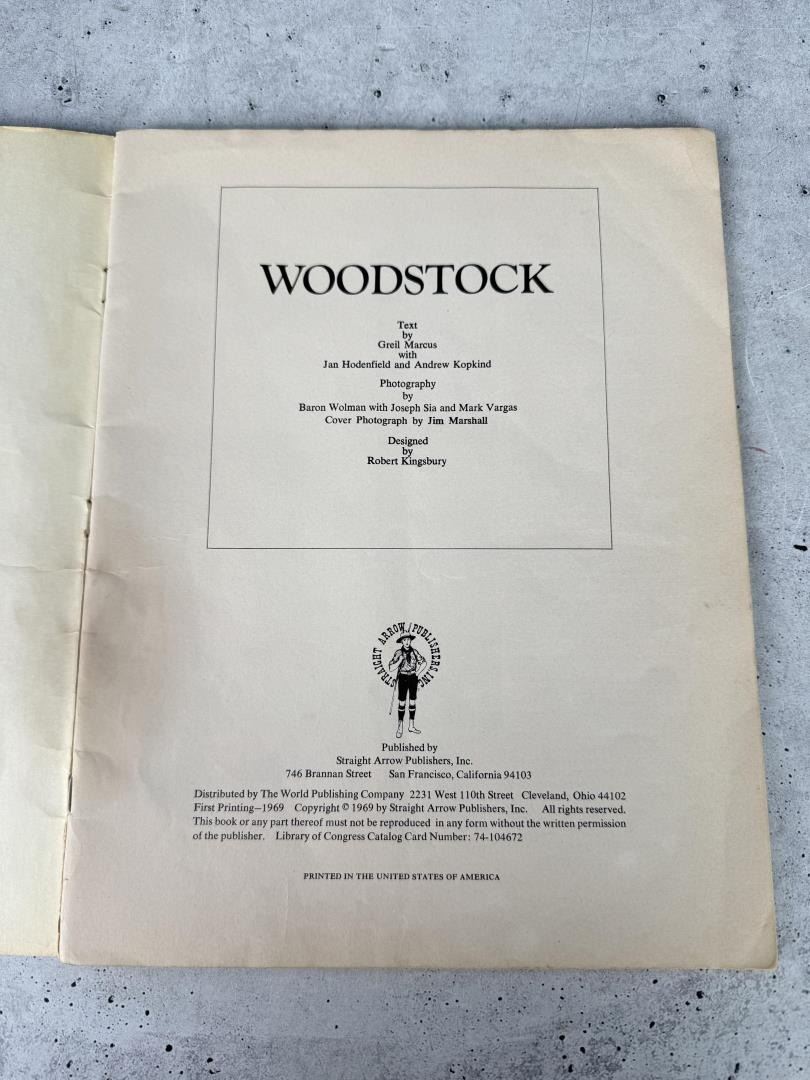 WOODSTOCK
Text
by
Greil Marcus
with
Jan Hodenfield and Andrew Kopkind
Photography
by
Baron Wolman with Joseph Sia and Mark Vargas
Cover Photograph by Jim Marshall
Designed
by
Robert Kingsbury
STRAIGHT ARROW PUBLISHERS, INC.
Published by
Straight Arrow Publishers, Inc.
746 Brannan Street San Francisco, California 94103
Distributed by The World Publishing Company 2231 West 110th Street Cleveland, Ohio 44102
First Printing—1969 Copyright © 1969 by Straight Arrow Publishers, Inc. All rights reserved.
This book or any part thereof must not be reproduced in any form without the written permission
of the publisher. Library of Congress Catalog Card Number: 74-104672
PRINTED IN THE UNITED STATES OF AMERICA